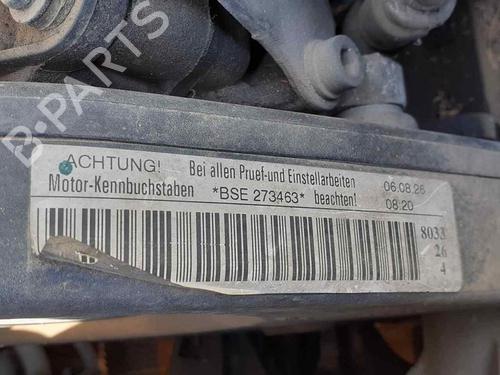 B-PARTS
ACHTUNG! Bei allen Pruef-und Einstellarbeiten 06.08.26
Motor-Kennbuchstaben *BSE 273463* beachten! 08:20
8033
26
4